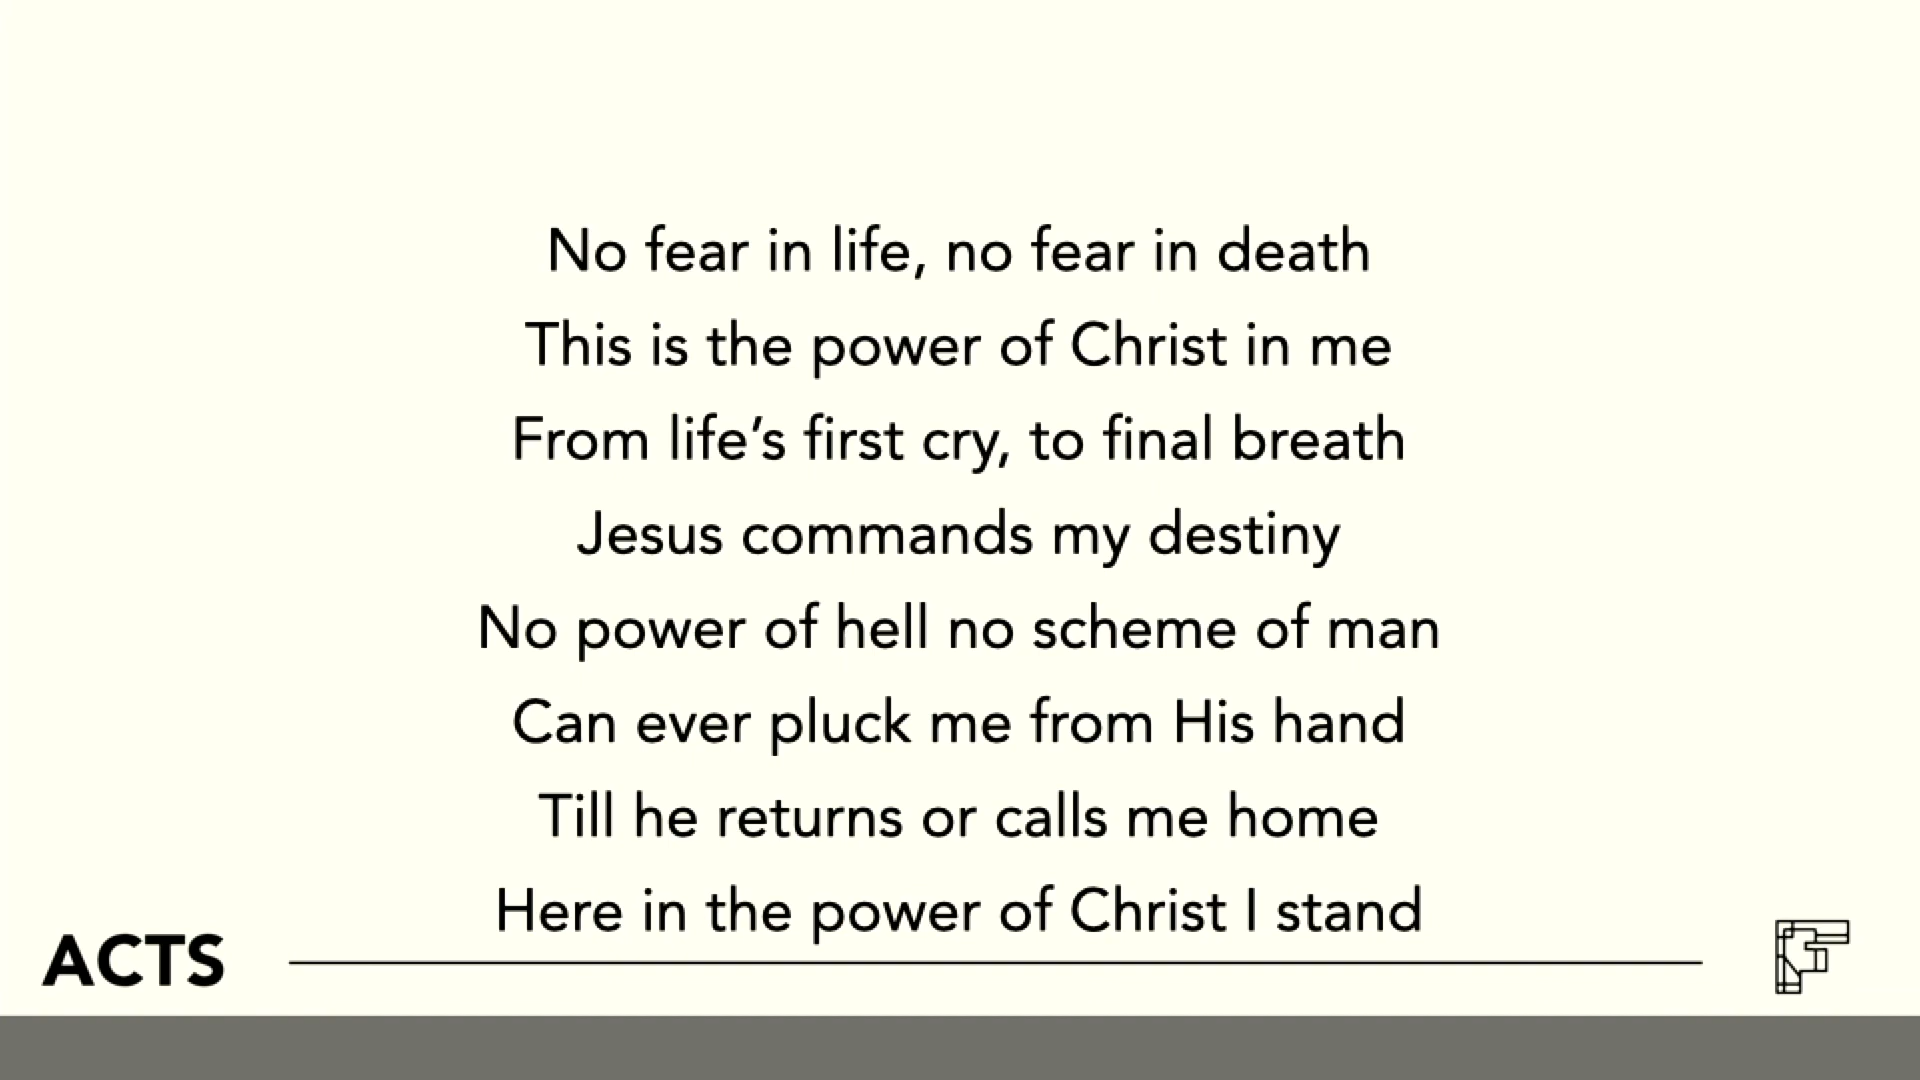 No fear in life, no fear in death
This is the power of Christ in me
From life’s first cry, to final breath
Jesus commands my destiny
No power of hell no scheme of man
Can ever pluck me from His hand
Till he returns or calls me home
Here in the power of Christ I stand
ACTS